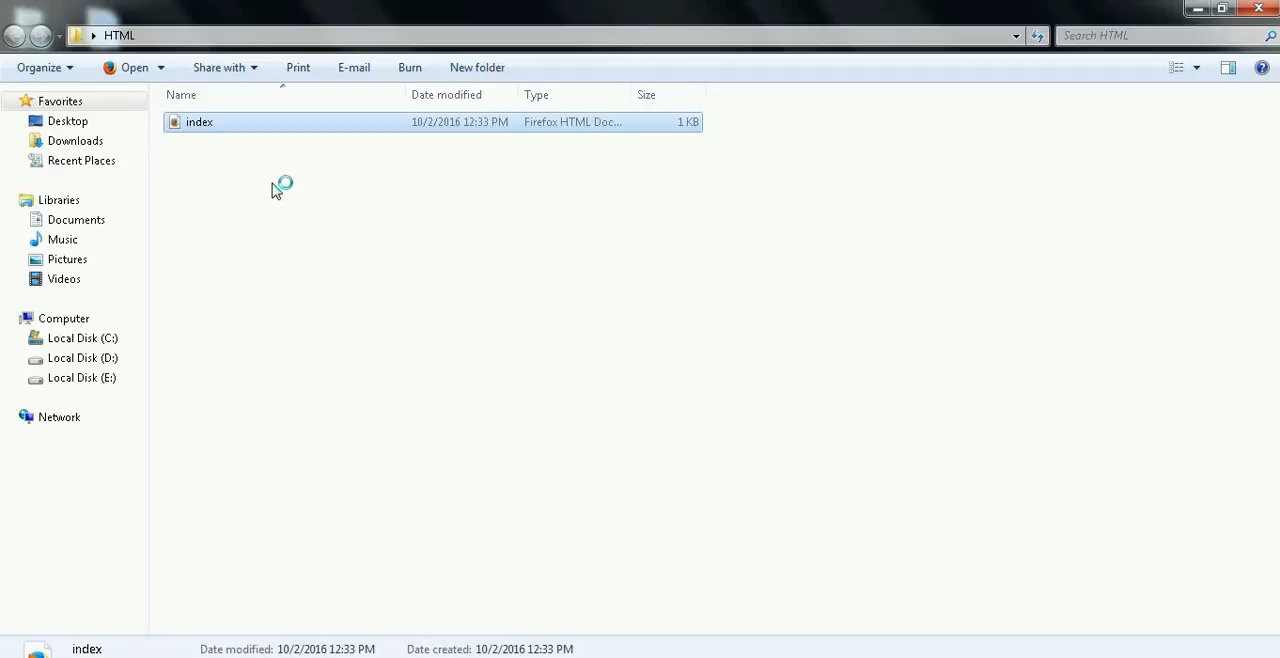 HTML
Search HTML
Organize Open Share with Print E-mail Burn New folder
Name Date modified Type Size
index 10/2/2016 12:33 PM Firefox HTML Doc... 1 KB
Favorites
Desktop
Downloads
Recent Places
Libraries
Documents
Music
Pictures
Videos
Computer
Local Disk (C:)
Local Disk (D:)
Local Disk (E:)
Network
index Date modified: 10/2/2016 12:33 PM Date created: 10/2/2016 12:33 PM